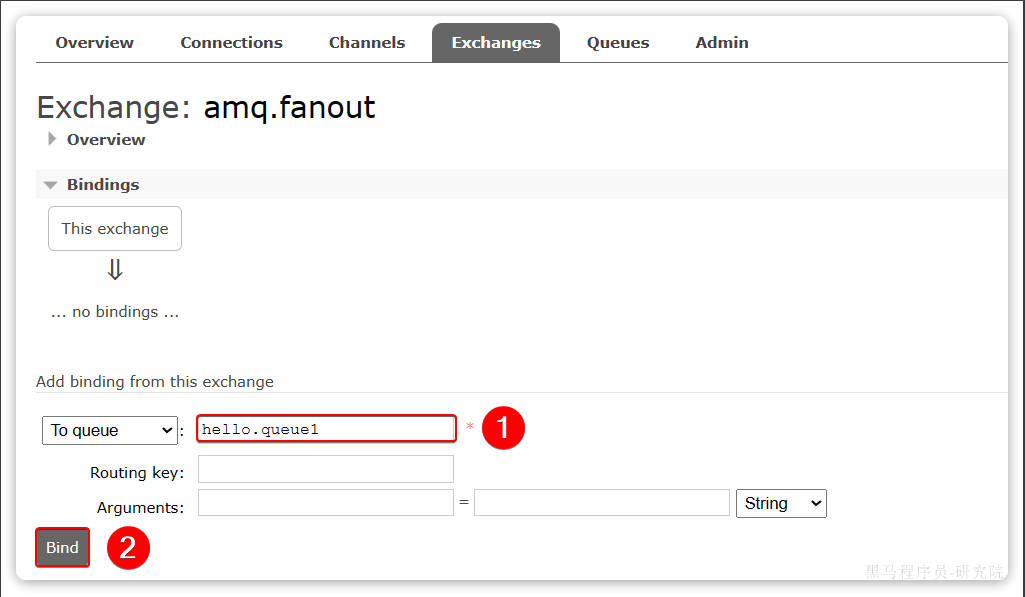 Overview Connections Channels Exchanges Queues Admin
Exchange: amq.fanout
Overview
Bindings
This exchange
⇓
... no bindings ...
Add binding from this exchange
To queue : hello.queue1 * 1
Routing key:
Arguments: = String
Bind 2
黑马程序员-研究院